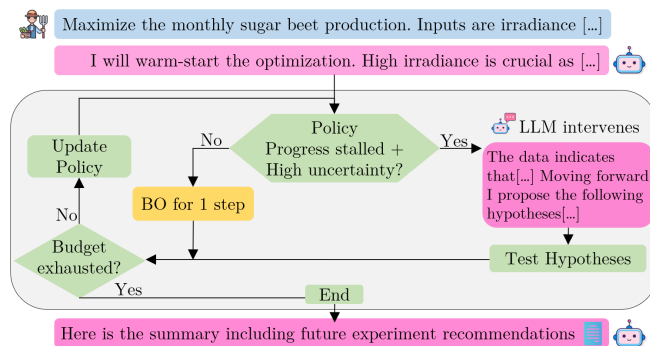 Maximize the monthly sugar beet production. Inputs are irradiance [...]
I will warm-start the optimization. High irradiance is crucial as [...]
Update
Policy
No
Policy
Progress stalled +
High uncertainty?
Yes
LLM intervenes
The data indicates
that[...] Moving forward
I propose the following
hypotheses[...]
BO for 1 step
No
Budget
exhausted?
Test Hypotheses
Yes
End
Here is the summary including future experiment recommendations